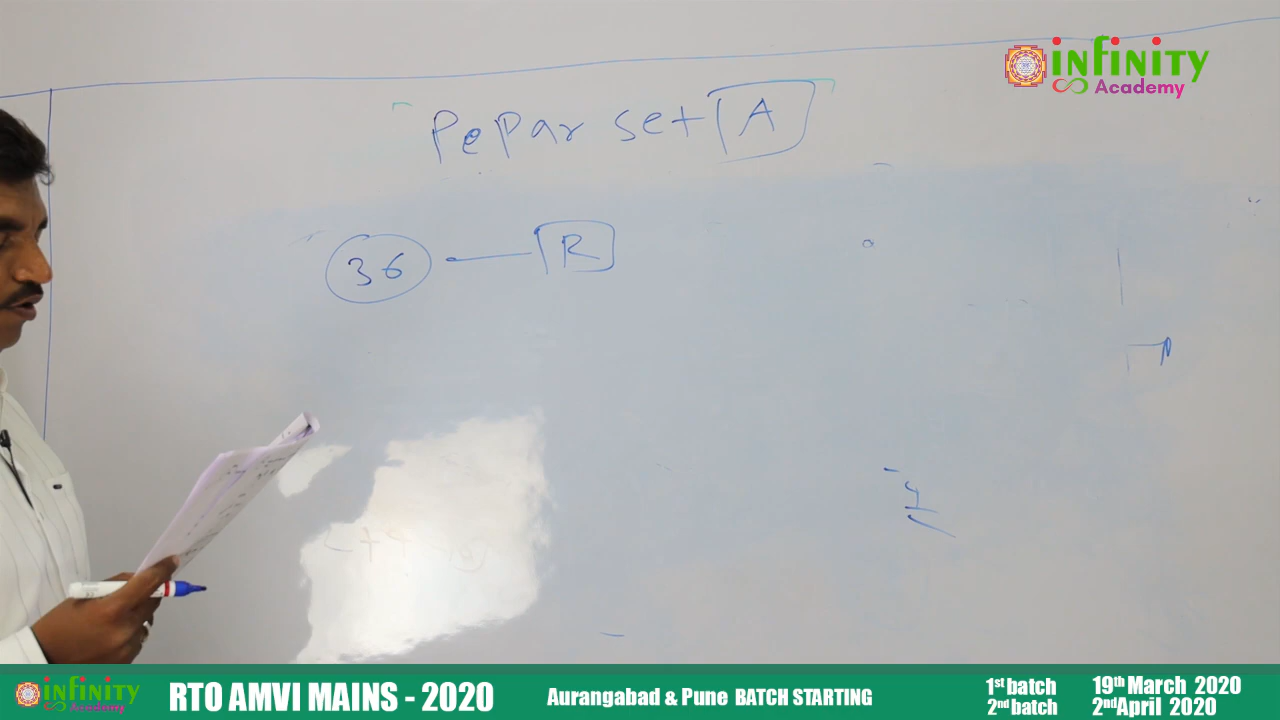 infinity
Academy
PePar set A
36 — R
infinity
Academy
RTO AMVI MAINS - 2020
Aurangabad & Pune BATCH STARTING
1st batch 19th March 2020
2nd batch 2nd April 2020